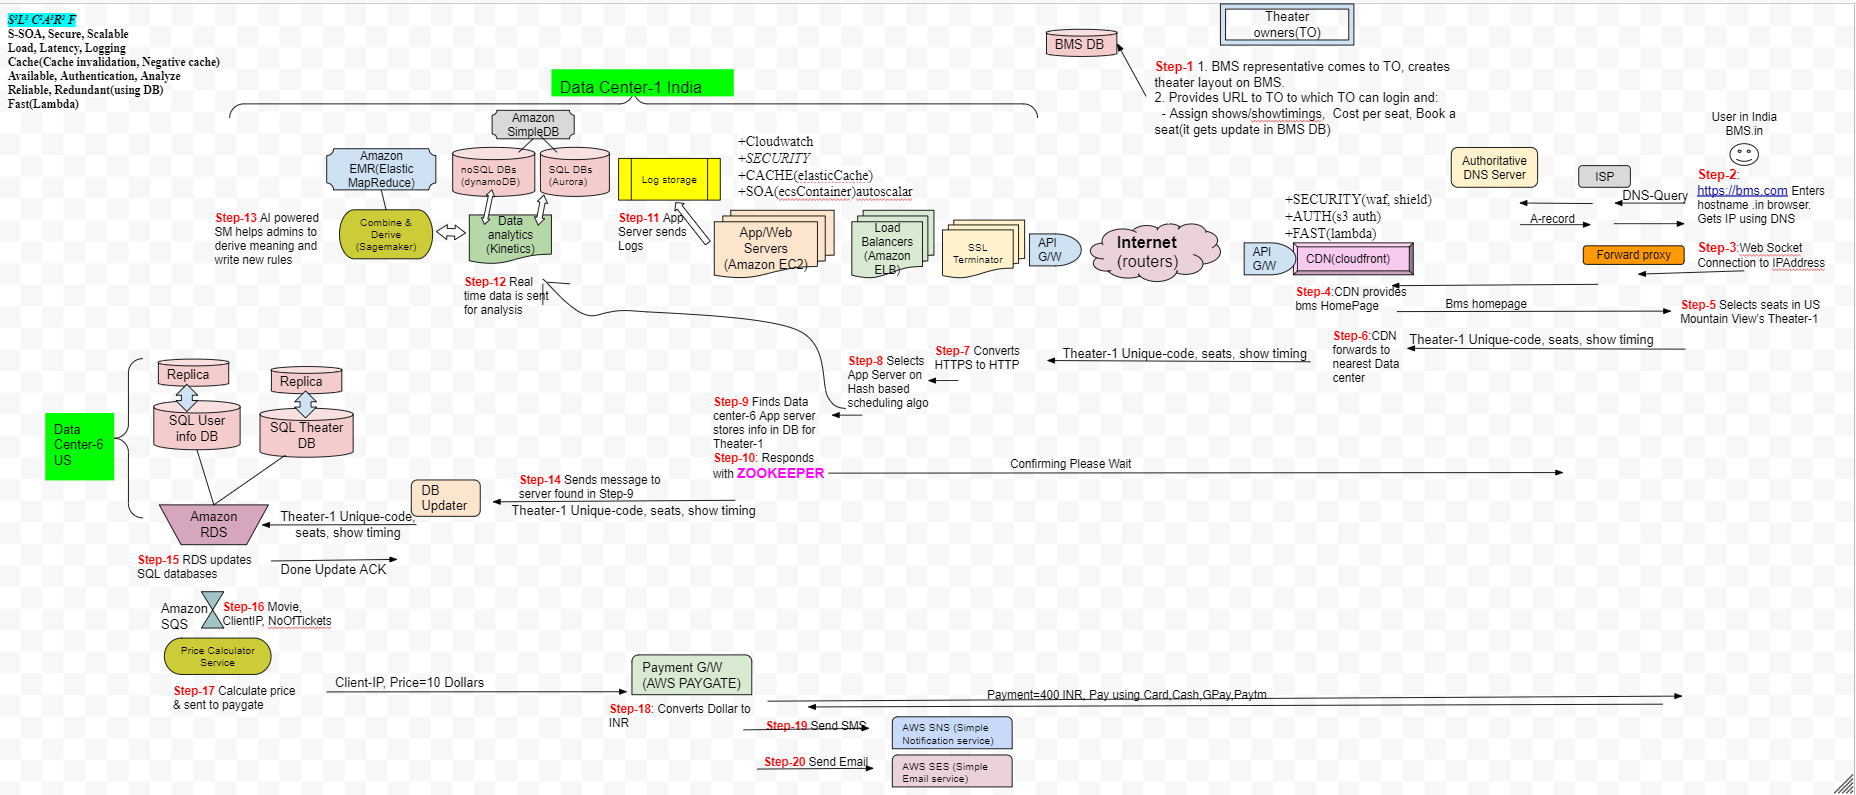 S³L³ C²A³R² F
S-SOA, Secure, Scalable
Load, Latency, Logging
Cache(Cache invalidation, Negative cache)
Available, Authentication, Analyze
Reliable, Redundant(using DB)
Fast(Lambda)
Theater
owners(TO)
BMS DB
Step-1 1. BMS representative comes to TO, creates
theater layout on BMS.
2. Provides URL to TO to which TO can login and:
- Assign shows/showtimings, Cost per seat, Book a
seat(it gets update in BMS DB)
Data Center-1 India
Amazon
SimpleDB
Amazon
EMR(Elastic
MapReduce)
noSQL DBs
(dynamoDB)
SQL DBs
(Aurora)
Log storage
+Cloudwatch
+SECURITY
+CACHE(elasticCache)
+SOA(ecsContainer)autoscalar
User in India
BMS.in
Authoritative
DNS Server
ISP
Step-2:
https://bms.com Enters
hostname .in browser.
Gets IP using DNS
DNS-Query
A-record
Step-13 AI powered
SM helps admins to
derive meaning and
write new rules
Combine &
Derive
(Sagemaker)
Data
analytics
(Kinetics)
Step-11 App
Server sends
Logs
App/Web
Servers
(Amazon EC2)
Load
Balancers
(Amazon
ELB)
SSL
Terminator
API
G/W
Internet
(routers)
+SECURITY(waf, shield)
+AUTH(s3 auth)
+FAST(lambda)
API
G/W
CDN(cloudfront)
Forward proxy
Step-3:Web Socket
Connection to IPAddress
Step-12 Real
time data is sent
for analysis
Step-4:CDN provides
bms HomePage
Bms homepage
Step-5 Selects seats in US
Mountain View's Theater-1
Step-6:CDN
forwards to
nearest Data
center
Theater-1 Unique-code, seats, show timing
Theater-1 Unique-code, seats, show timing
Step-7 Converts
HTTPS to HTTP
Step-8 Selects
App Server on
Hash based
scheduling algo
Step-9 Finds Data
center-6 App server
stores info in DB for
Theater-1
Step-10: Responds
with ZOOKEEPER
Confirming Please Wait
Replica
Replica
SQL User
info DB
SQL Theater
DB
Data
Center-6
US
Step-14 Sends message to
server found in Step-9
Theater-1 Unique-code, seats, show timing
DB
Updater
Amazon
RDS
Theater-1 Unique-code,
seats, show timing
Step-15 RDS updates
SQL databases
Done Update ACK
Amazon
SQS
Step-16 Movie,
ClientIP, NoOfTickets
Price Calculator
Service
Step-17 Calculate price
& sent to paygate
Client-IP, Price=10 Dollars
Payment G/W
(AWS PAYGATE)
Step-18: Converts Dollar to
INR
Payment=400 INR, Pay using Card,Cash,GPay,Paytm
Step-19 Send SMS
AWS SNS (Simple
Notification service)
Step-20 Send Email
AWS SES (Simple
Email service)